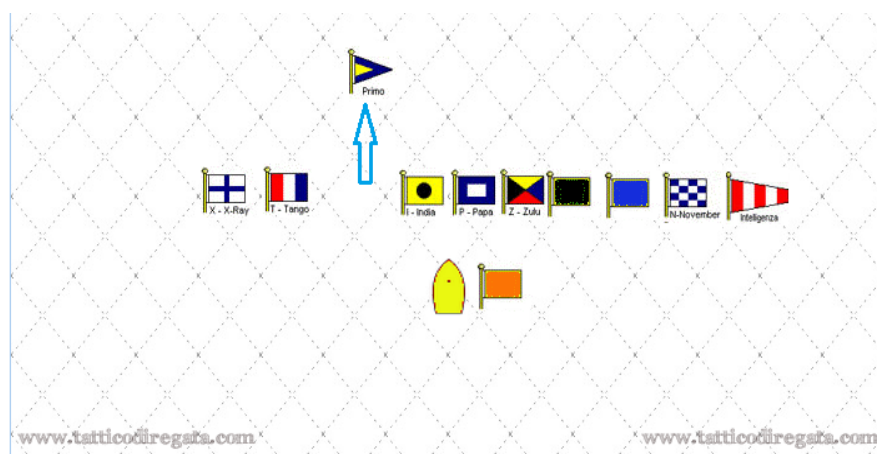 Primo
X - X-Ray
T - Tango
I - India
P - Papa
Z - Zulu
N-November
Intelligenza
www.tatticodiregata.com
www.tatticodiregata.com